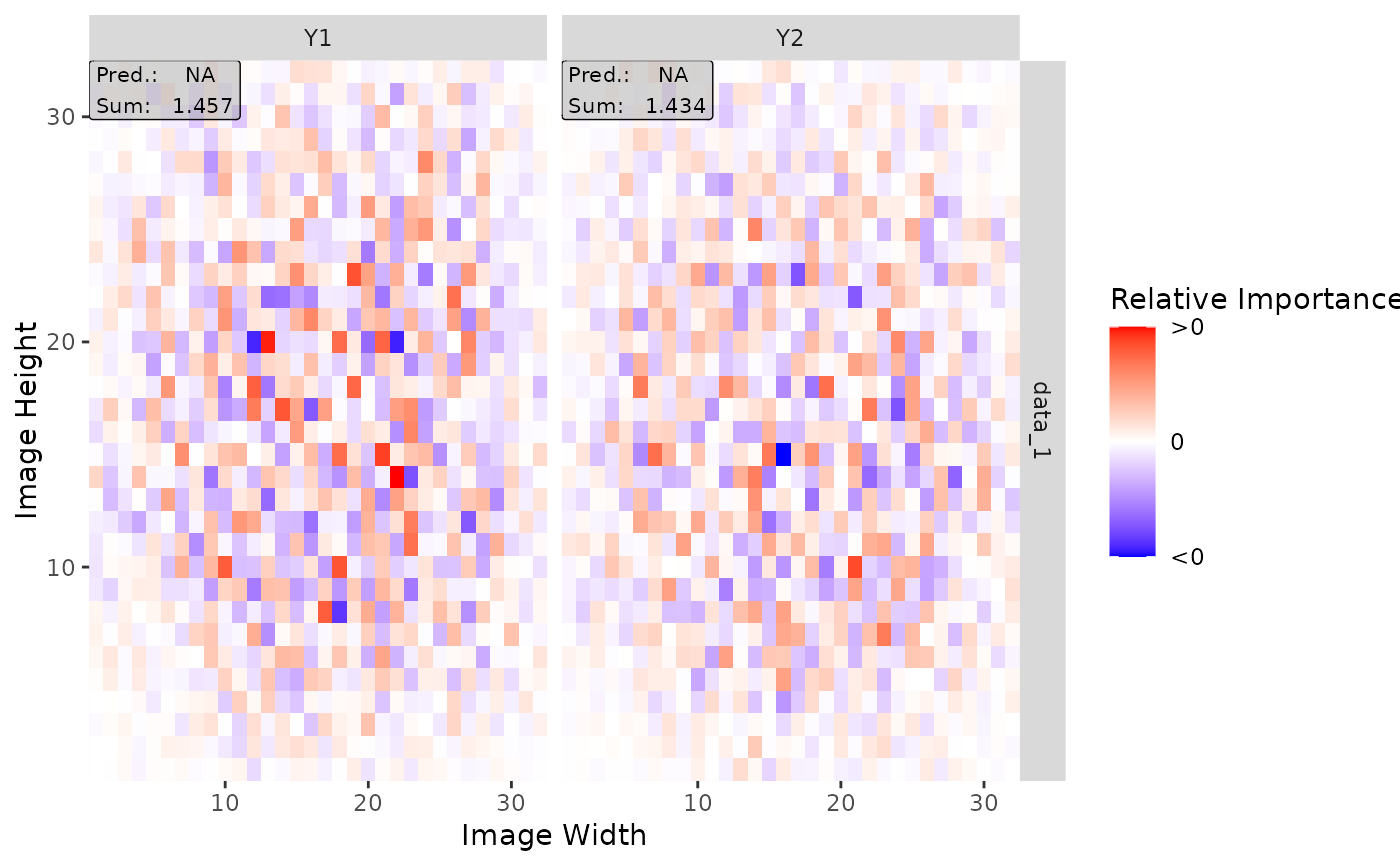 Y1
Y2
Pred.: NA
Sum: 1.457
Pred.: NA
Sum: 1.434
30
20
10
Image Height
10
20
30
10
20
30
Image Width
data_1
Relative Importance
>0
0
<0